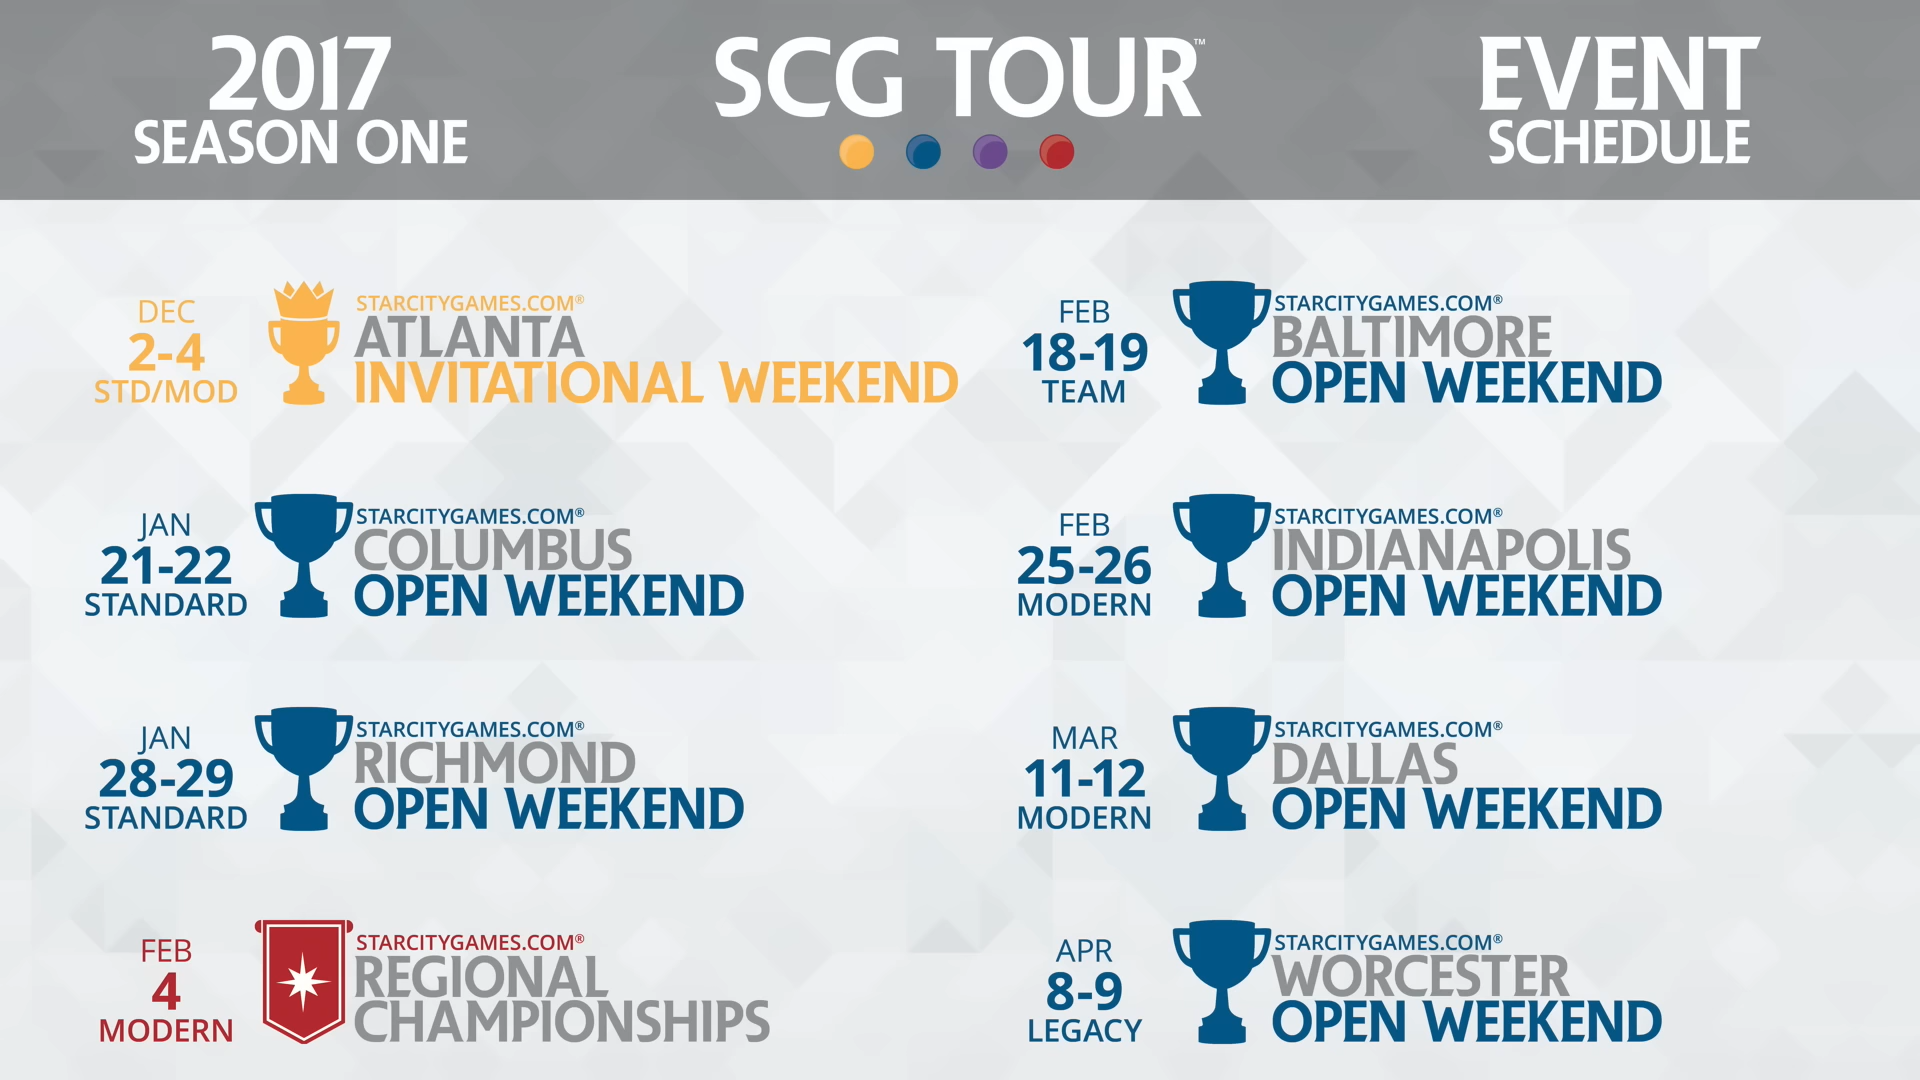 2017
SEASON ONE
SCG TOUR™
EVENT
SCHEDULE
DEC
2-4
STD/MOD
STARCITYGAMES.COM®
ATLANTA
INVITATIONAL WEEKEND
JAN
21-22
STANDARD
STARCITYGAMES.COM®
COLUMBUS
OPEN WEEKEND
JAN
28-29
STANDARD
STARCITYGAMES.COM®
RICHMOND
OPEN WEEKEND
FEB
4
MODERN
STARCITYGAMES.COM®
REGIONAL
CHAMPIONSHIPS
FEB
18-19
TEAM
STARCITYGAMES.COM®
BALTIMORE
OPEN WEEKEND
FEB
25-26
MODERN
STARCITYGAMES.COM®
INDIANAPOLIS
OPEN WEEKEND
MAR
11-12
MODERN
STARCITYGAMES.COM®
DALLAS
OPEN WEEKEND
APR
8-9
LEGACY
STARCITYGAMES.COM®
WORCESTER
OPEN WEEKEND